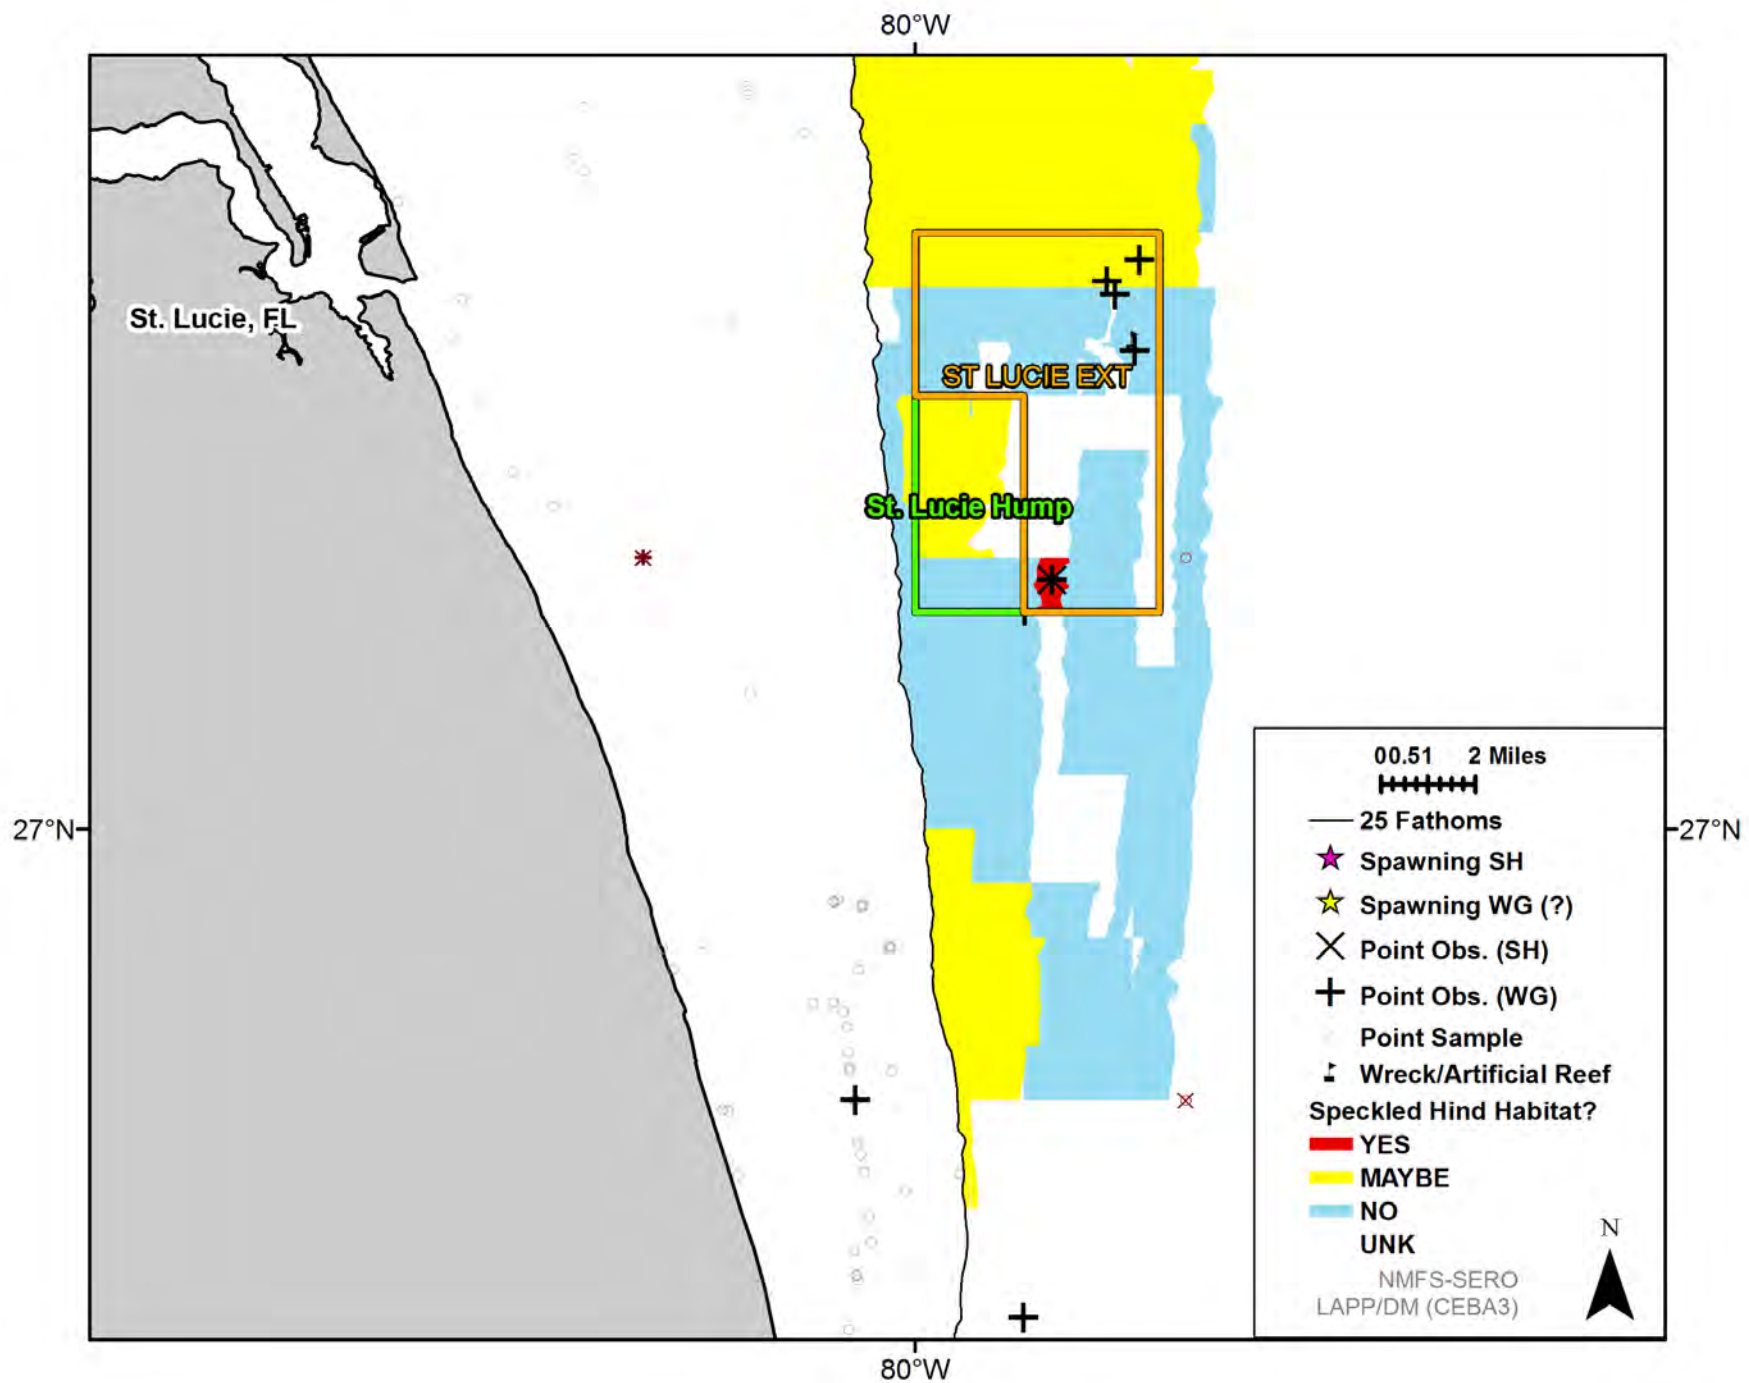 80°W
St. Lucie, FL
ST LUCIE EXT
St. Lucie Hump
27°N
27°N
00.51 2 Miles
25 Fathoms
Spawning SH
Spawning WG (?)
Point Obs. (SH)
Point Obs. (WG)
Point Sample
Wreck/Artificial Reef
Speckled Hind Habitat?
YES
MAYBE
NO
UNK
N
NMFS-SERO
LAPP/DM (CEBA3)
80°W